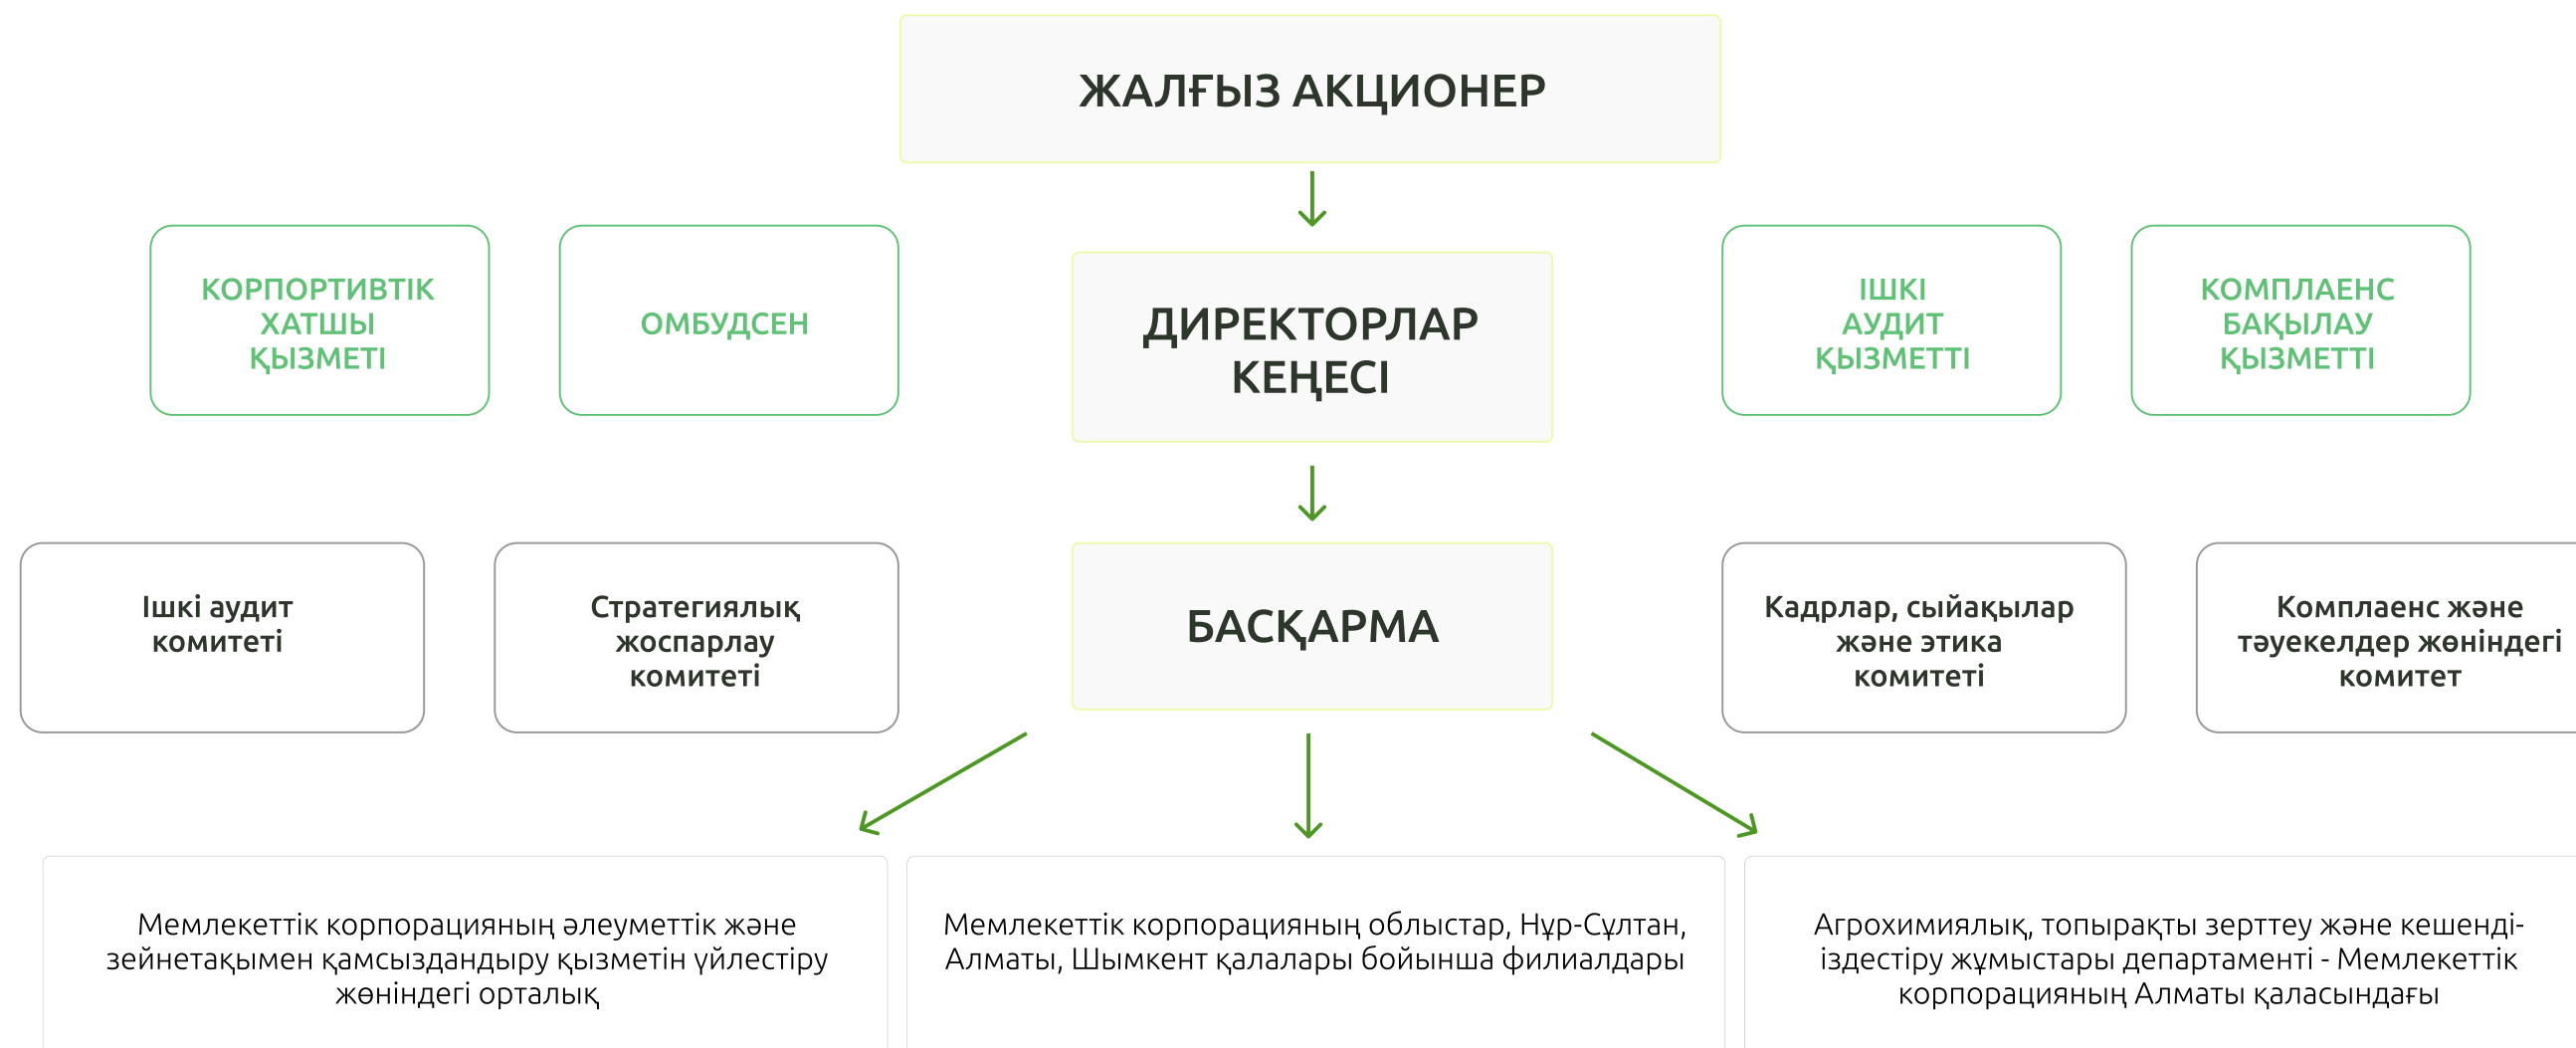 ЖАЛҒЫЗ АКЦИОНЕР
КОРПОРТИВТІК
ХАТШЫ
ҚЫЗМЕТІ
ОМБУДСЕН
ДИРЕКТОРЛАР
КЕҢЕСІ
ІШКІ
АУДИТ
ҚЫЗМЕТТІ
КОМПЛАЕНС
БАҚЫЛАУ
ҚЫЗМЕТТІ
Ішкі аудит
комитеті
Стратегиялық
жоспарлау
комитеті
БАСҚАРМА
Кадрлар, сыйақылар
және этика
комитеті
Комплаенс және
тәуекелдер жөніндегі
комитет
Мемлекеттік корпорацияның әлеуметтік және
зейнетақымен қамсыздандыру қызметін үйлестіру
жөніндегі орталық
Мемлекеттік корпорацияның облыстар, Нұр-Сұлтан,
Алматы, Шымкент қалалары бойынша филиалдары
Агрохимиялық, топырақты зерттеу және кешенді-
іздестіру жұмыстары департаменті - Мемлекеттік
корпорацияның Алматы қаласындағы